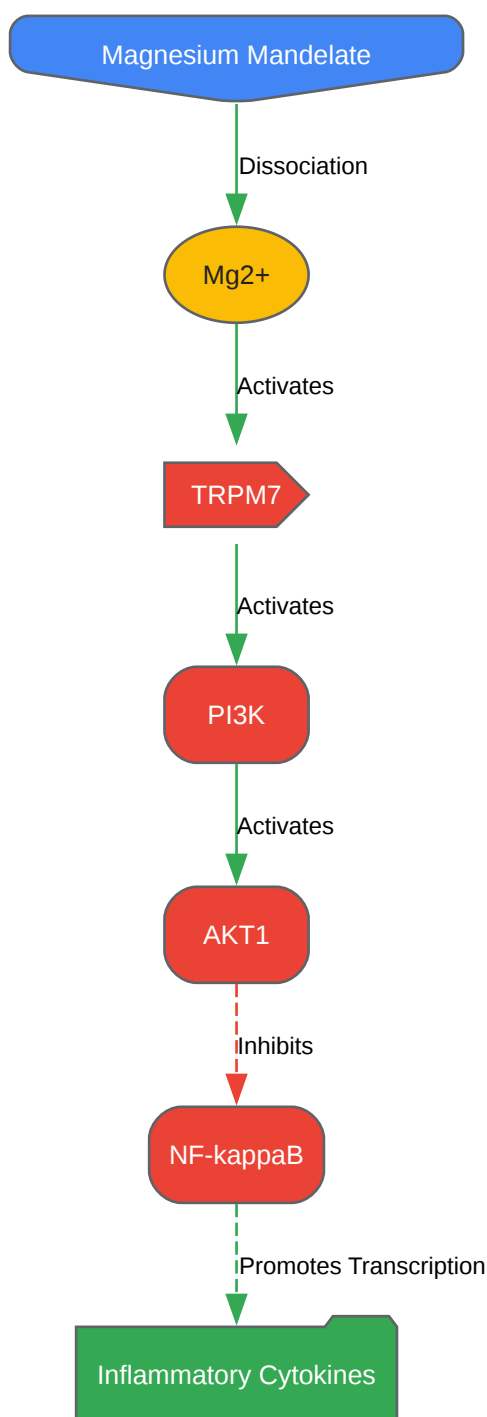 Magnesium Mandelate
Dissociation
Mg2+
Activates
TRPM7
Activates
PI3K
Activates
AKT1
Inhibits
NF-kappaB
Promotes Transcription
Inflammatory Cytokines